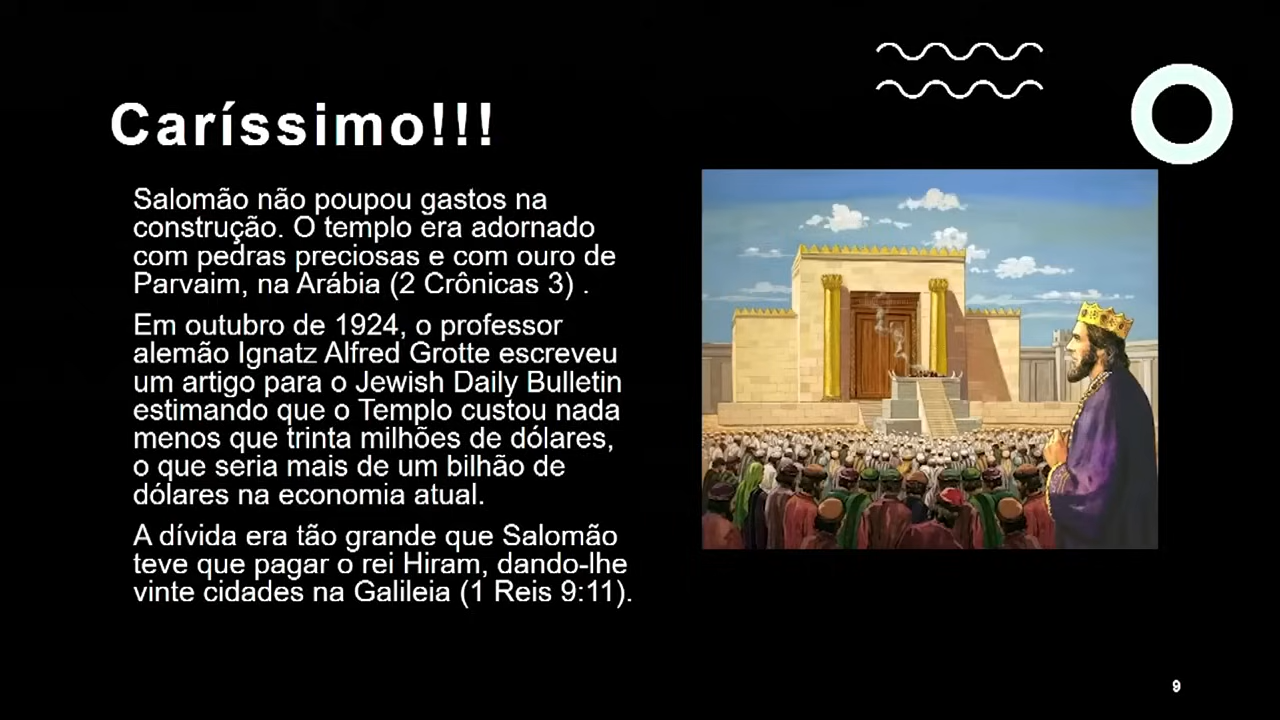 Caríssimo!!!
Salomão não poupou gastos na
construção. O templo era adornado
com pedras preciosas e com ouro de
Parvaim, na Arábia (2 Crônicas 3) .
Em outubro de 1924, o professor
alemão Ignatz Alfred Grotte escreveu
um artigo para o Jewish Daily Bulletin
estimando que o Templo custou nada
menos que trinta milhões de dólares,
o que seria mais de um bilhão de
dólares na economia atual.
A dívida era tão grande que Salomão
teve que pagar o rei Hiram, dando-lhe
vinte cidades na Galileia (1 Reis 9:11).
9